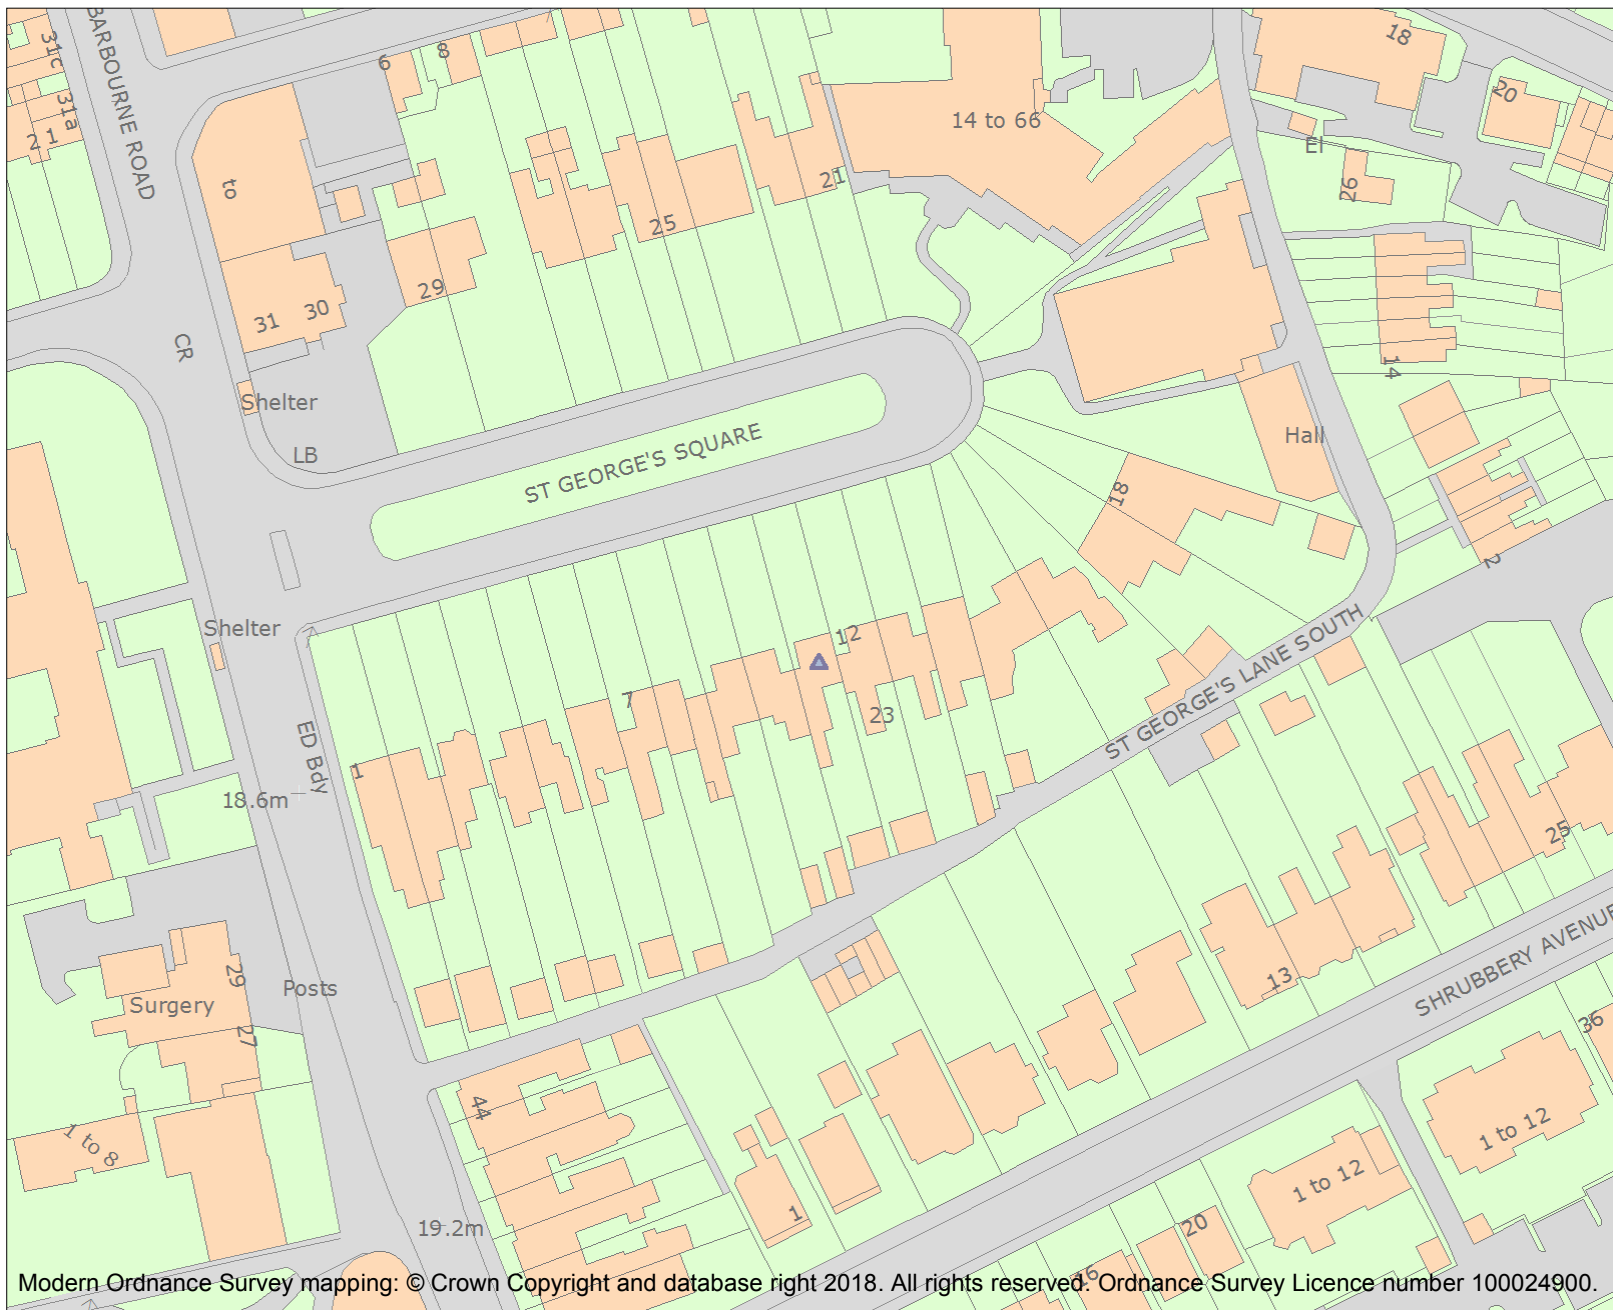 BARBOURNE ROAD
31c
31a
2 1
6
8
to
18
20
El
26
14 to 66
21
25
29
30
31
CR
Shelter
LB
ST GEORGE'S SQUARE
14
Hall
18
2
Shelter
ED Bdy
18.6m
1
7
12
23
ST GEORGE'S LANE SOUTH
25
13
SHRUBBERY AVENUE
36
29
Surgery
27
Posts
44
1 to 8
19.2m
1
1 to 12
1 to 12
20
16
Modern Ordnance Survey mapping: © Crown Copyright and database right 2018. All rights reserved. Ordnance Survey Licence number 100024900.